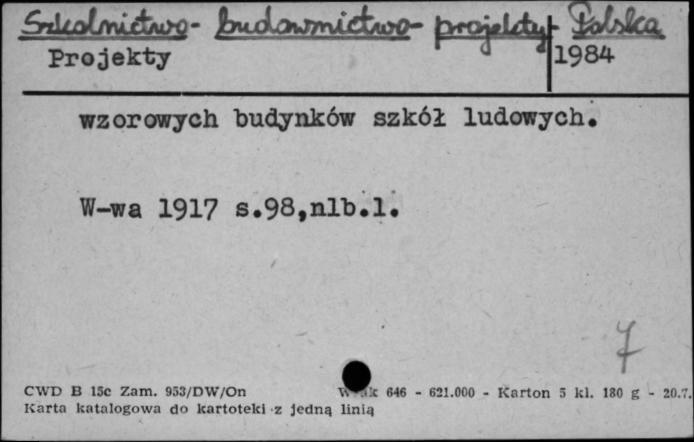 Szkolnictwo - budownictwo - projekty - Polska
Projekty 1984
wzorowych budynków szkół ludowych.
W-wa 1917 s.98,nlb.1.
7
CWD B 15c Zam. 953/DW/On 646 - 621.000 - Karton 5 kl. 180 g - 20.7.
Karta katalogowa do kartoteki z jedną linią